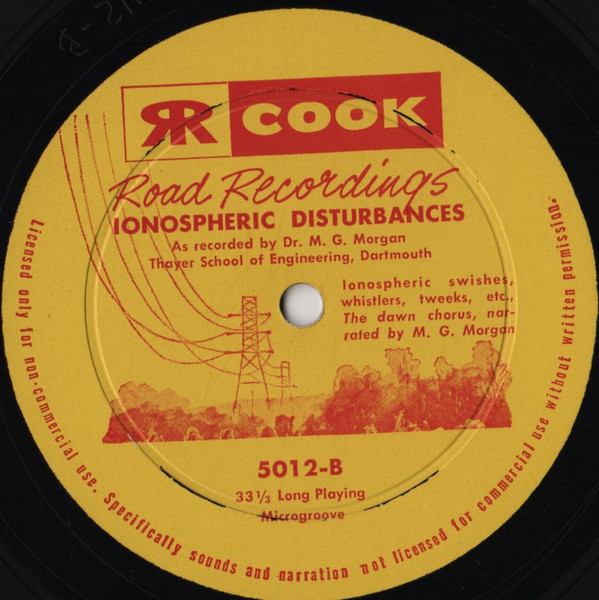 RR COOK
Road Recordings
IONOSPHERIC DISTURBANCES
As recorded by Dr. M. G. Morgan
Thayer School of Engineering, Dartmouth
Ionospheric swishes,
whistlers, tweeks, etc.,
The dawn chorus, nar-
rated by M. G. Morgan
5012-B
33⅓ Long Playing
Microgroove
Licensed only for non-commercial use. Specifically sounds and narration not licensed for commercial use without written permission.